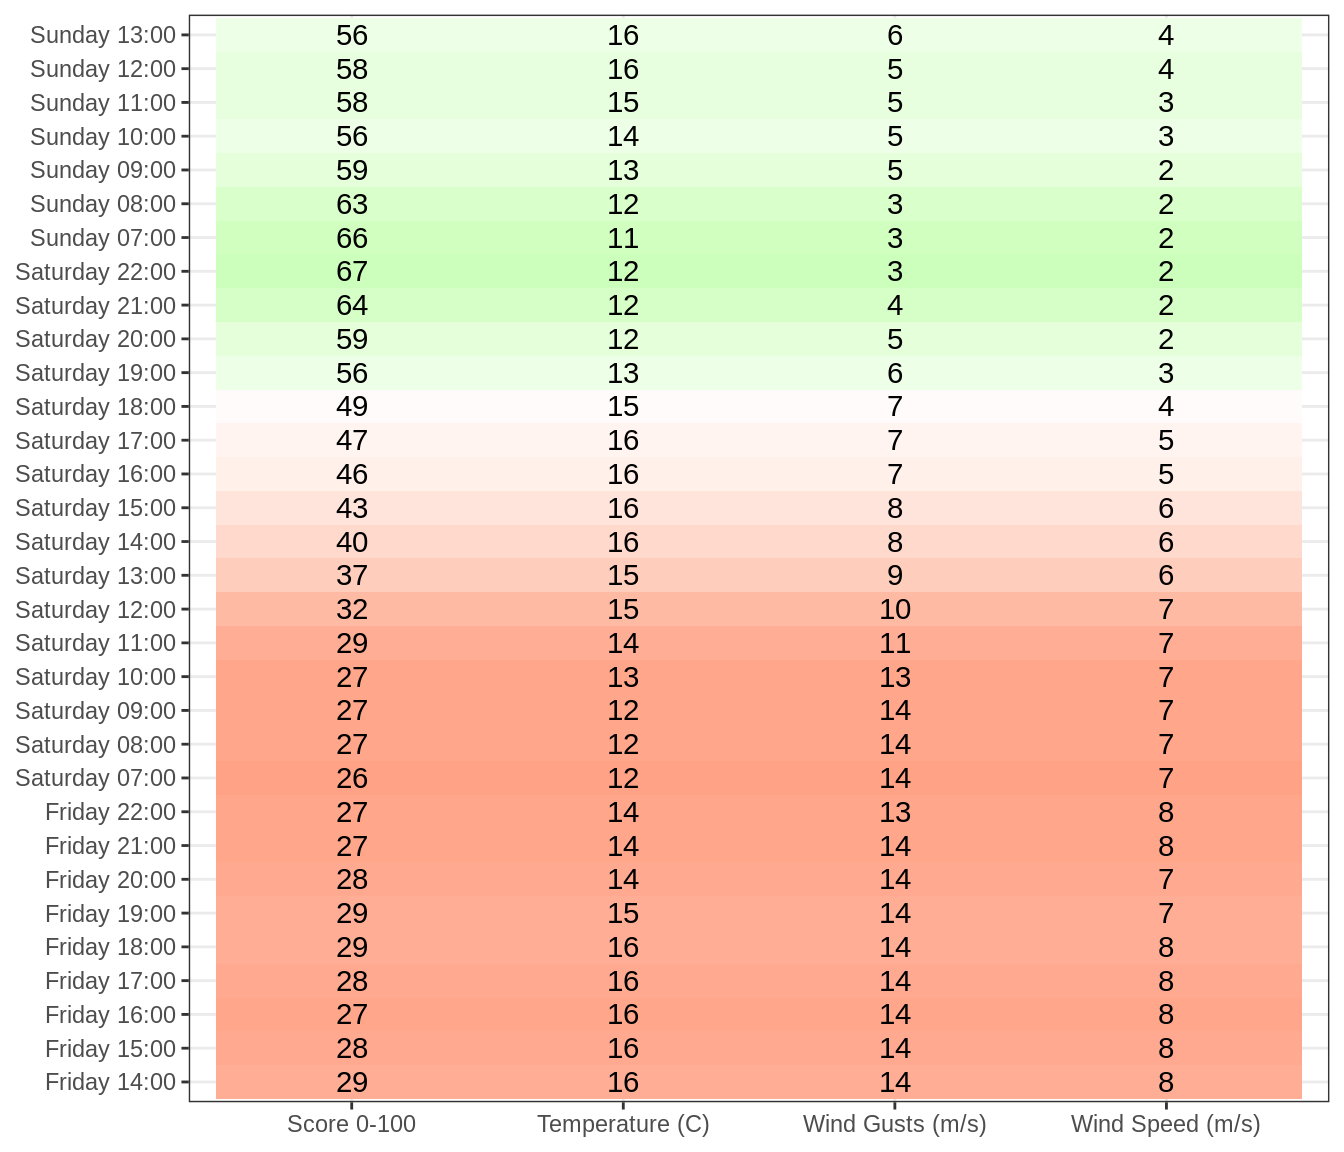 Sunday 13:00 56 16 6 4
Sunday 12:00 58 16 5 4
Sunday 11:00 58 15 5 3
Sunday 10:00 56 14 5 3
Sunday 09:00 59 13 5 2
Sunday 08:00 63 12 3 2
Sunday 07:00 66 11 3 2
Saturday 22:00 67 12 3 2
Saturday 21:00 64 12 4 2
Saturday 20:00 59 12 5 2
Saturday 19:00 56 13 6 3
Saturday 18:00 49 15 7 4
Saturday 17:00 47 16 7 5
Saturday 16:00 46 16 7 5
Saturday 15:00 43 16 8 6
Saturday 14:00 40 16 8 6
Saturday 13:00 37 15 9 6
Saturday 12:00 32 15 10 7
Saturday 11:00 29 14 11 7
Saturday 10:00 27 13 13 7
Saturday 09:00 27 12 14 7
Saturday 08:00 27 12 14 7
Saturday 07:00 26 12 14 7
Friday 22:00 27 14 13 8
Friday 21:00 27 14 14 8
Friday 20:00 28 14 14 7
Friday 19:00 29 15 14 7
Friday 18:00 29 16 14 8
Friday 17:00 28 16 14 8
Friday 16:00 27 16 14 8
Friday 15:00 28 16 14 8
Friday 14:00 29 16 14 8
Score 0-100 Temperature (C) Wind Gusts (m/s) Wind Speed (m/s)